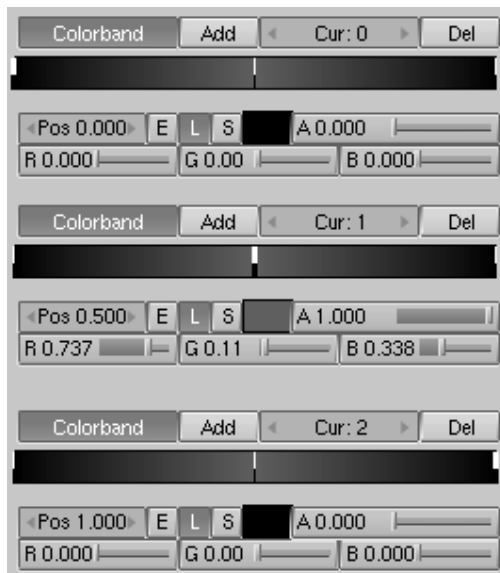 Colorband Add Cur: 0 Del
Pos 0.000 E L S A 0.000
R 0.000 G 0.00 B 0.000
Colorband Add Cur: 1 Del
Pos 0.500 E L S A 1.000
R 0.737 G 0.11 B 0.338
Colorband Add Cur: 2 Del
Pos 1.000 E L S A 0.000
R 0.000 G 0.00 B 0.000